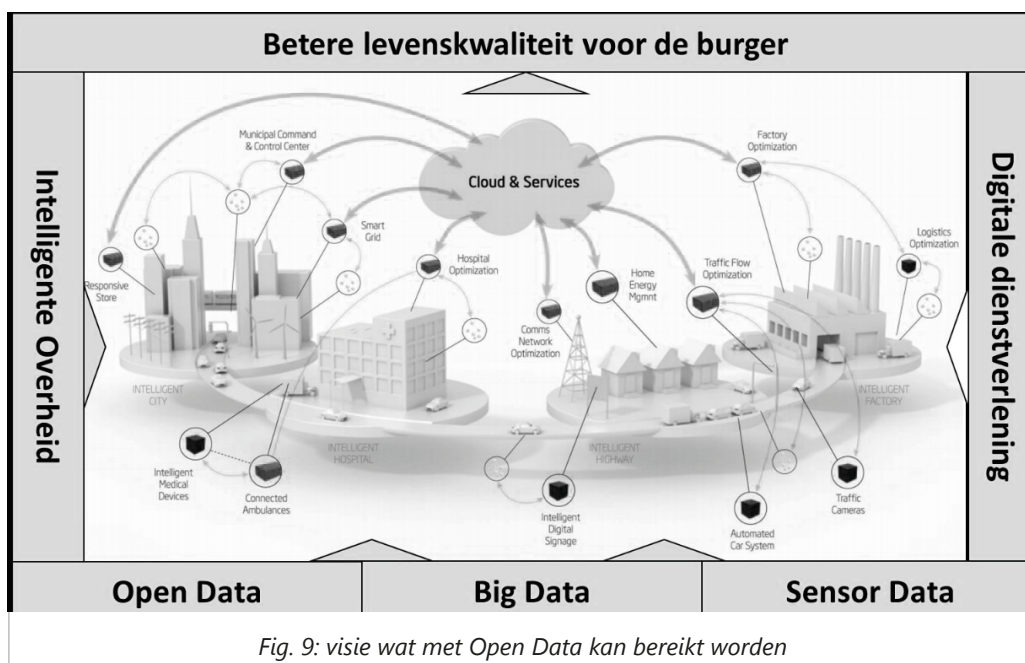 Betere levenskwaliteit voor de burger
Intelligente Overheid
Digitale dienstverlening
Cloud & Services
Municipal Command
& Control Center
Factory
Optimization
Smart
Grid
Logistics
Optimization
Hospital
Optimization
Responsive
Store
Home
Energy
Mgmnt
Traffic Flow
Optimization
Comms
Network
Optimization
INTELLIGENT
CITY
INTELLIGENT
FACTORY
INTELLIGENT
HOSPITAL
INTELLIGENT
HIGHWAY
Intelligent
Medical
Devices
Connected
Ambulances
Intelligent
Digital
Signage
Automated
Car System
Traffic
Cameras
Open Data
Big Data
Sensor Data
Fig. 9: visie wat met Open Data kan bereikt worden